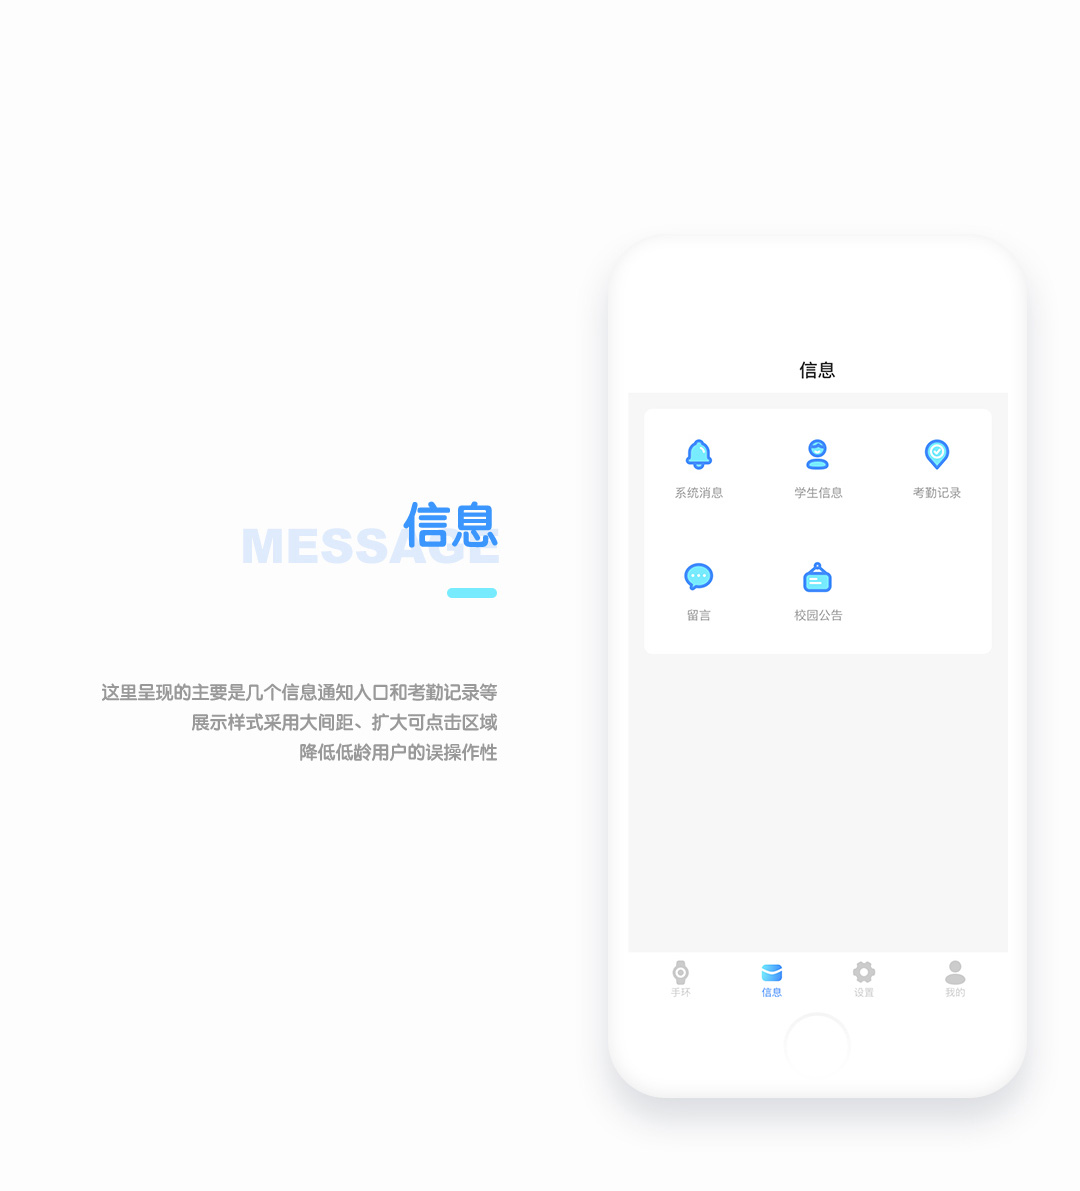 信息
MESSAGE
这里呈现的主要是几个信息通知入口和考勤记录等
展示样式采用大间距、扩大可点击区域
降低低龄用户的误操作性
信息
系统消息
学生信息
考勤记录
留言
校园公告
手环
信息
设置
我的